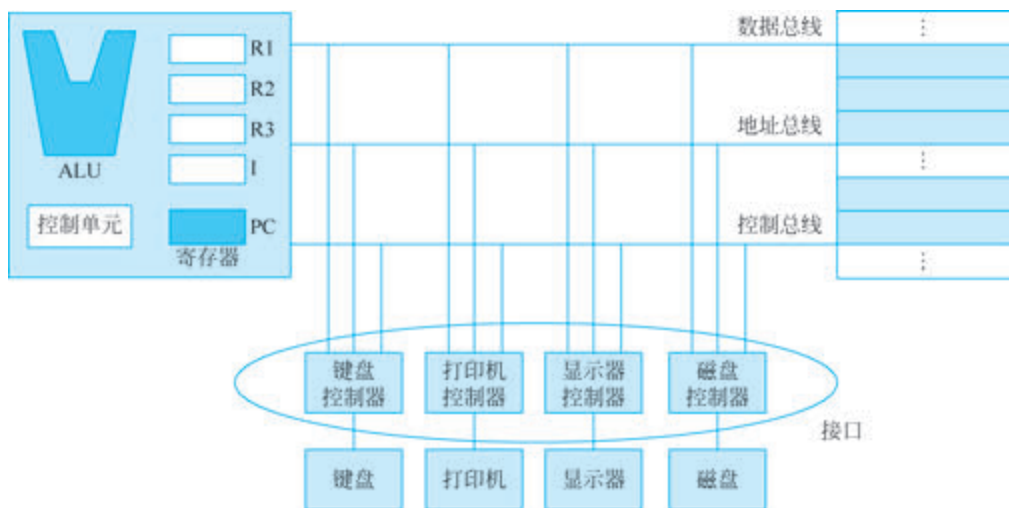 数据总线
⋮
R1
R2
R3
地址总线
ALU
I
⋮
控制单元
PC
控制总线
寄存器
⋮
键盘
控制器
打印机
控制器
显示器
控制器
磁盘
控制器
接口
键盘
打印机
显示器
磁盘